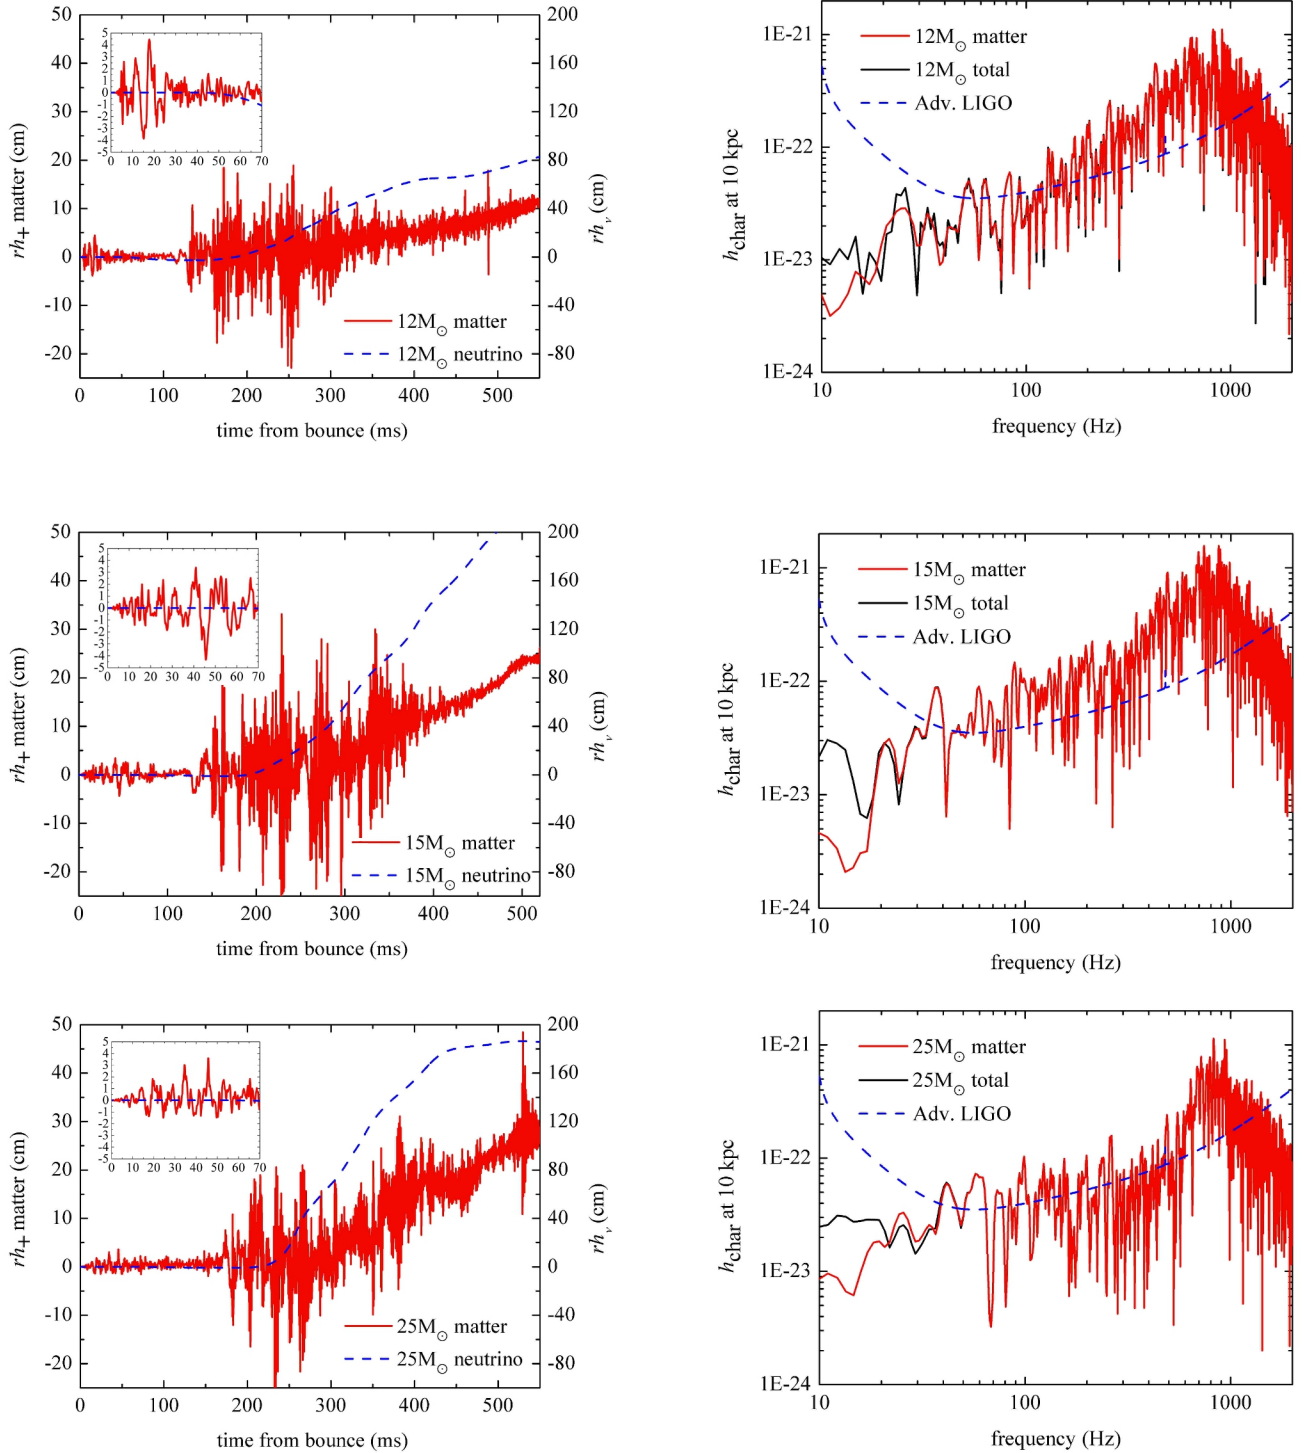 50
40
30
20
10
0
-10
-20
rh+ matter (cm)
200
160
120
80
40
0
-40
-80
rhν (cm)
5
4
3
2
1
0
-1
-2
-3
-4
-5
0 10 20 30 40 50 60 70
12M⊙ matter
12M⊙ neutrino
0 100 200 300 400 500
time from bounce (ms)
1E-21
1E-22
1E-23
1E-24
hchar at 10 kpc
12M⊙ matter
12M⊙ total
Adv. LIGO
10 100 1000
frequency (Hz)
50
40
30
20
10
0
-10
-20
rh+ matter (cm)
200
160
120
80
40
0
-40
-80
rhν (cm)
5
4
3
2
1
0
-1
-2
-3
-4
-5
0 10 20 30 40 50 60 70
15M⊙ matter
15M⊙ neutrino
0 100 200 300 400 500
time from bounce (ms)
1E-21
1E-22
1E-23
1E-24
hchar at 10 kpc
15M⊙ matter
15M⊙ total
Adv. LIGO
10 100 1000
frequency (Hz)
50
40
30
20
10
0
-10
-20
rh+ matter (cm)
200
160
120
80
40
0
-40
-80
rhν (cm)
5
4
3
2
1
0
-1
-2
-3
-4
-5
0 10 20 30 40 50 60 70
25M⊙ matter
25M⊙ neutrino
0 100 200 300 400 500
time from bounce (ms)
1E-21
1E-22
1E-23
1E-24
hchar at 10 kpc
25M⊙ matter
25M⊙ total
Adv. LIGO
10 100 1000
frequency (Hz)